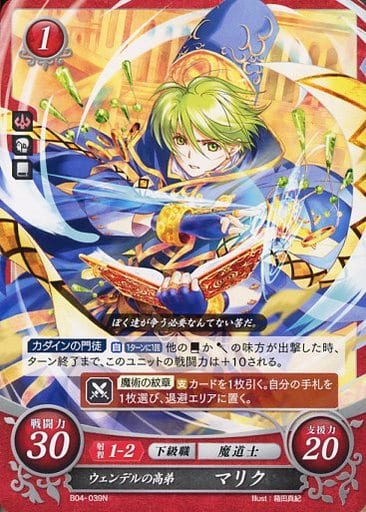 1
ぼく達が争う必要なんてない筈だ。
カダインの門徒 自 1ターンに1回 他の か の味方が出撃した時、
ターン終了まで、このユニットの戦闘力は+10される。
魔術の紋章 支 カードを1枚引く。自分の手札を
1枚選び、退避エリアに置く。
戦闘力
30
射程 1-2 下級職 魔道士
支援力
20
ウェンデルの高弟 マリク
B04-039N
Illust:箱田真紀